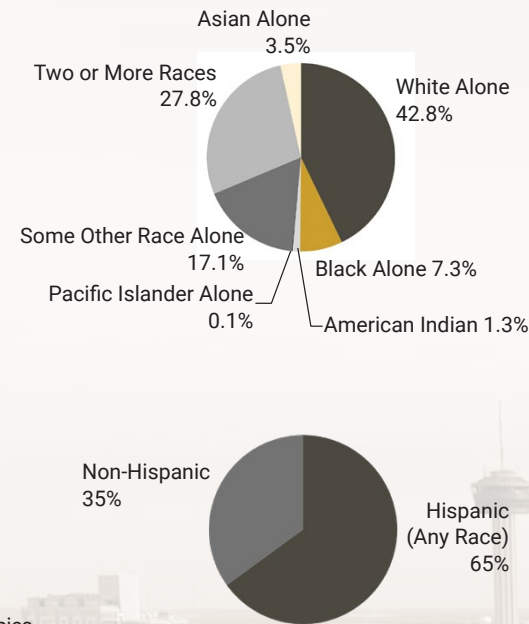 Asian Alone
3.5%
Two or More Races
27.8%
White Alone
42.8%
Some Other Race Alone
17.1%
Black Alone 7.3%
Pacific Islander Alone
0.1%
American Indian 1.3%
Non-Hispanic
35%
Hispanic
(Any Race)
65%